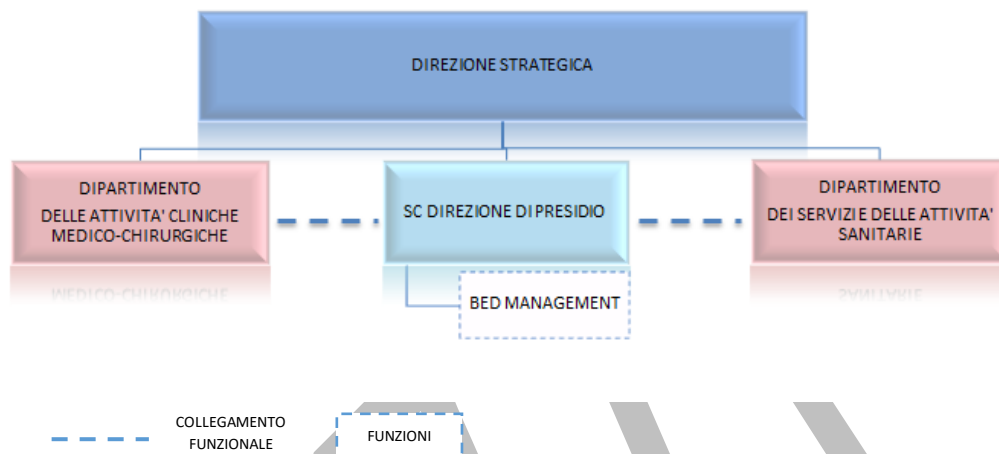 DIREZIONE STRATEGICA
DIPARTIMENTO
DELLE ATTIVITA' CLINICHE
MEDICO-CHIRURGICHE
SC DIREZIONE DI PRESIDIO
DIPARTIMENTO
DEI SERVIZI E DELLE ATTIVITA'
SANITARIE
BED MANAGEMENT
COLLEGAMENTO
FUNZIONALE
FUNZIONI